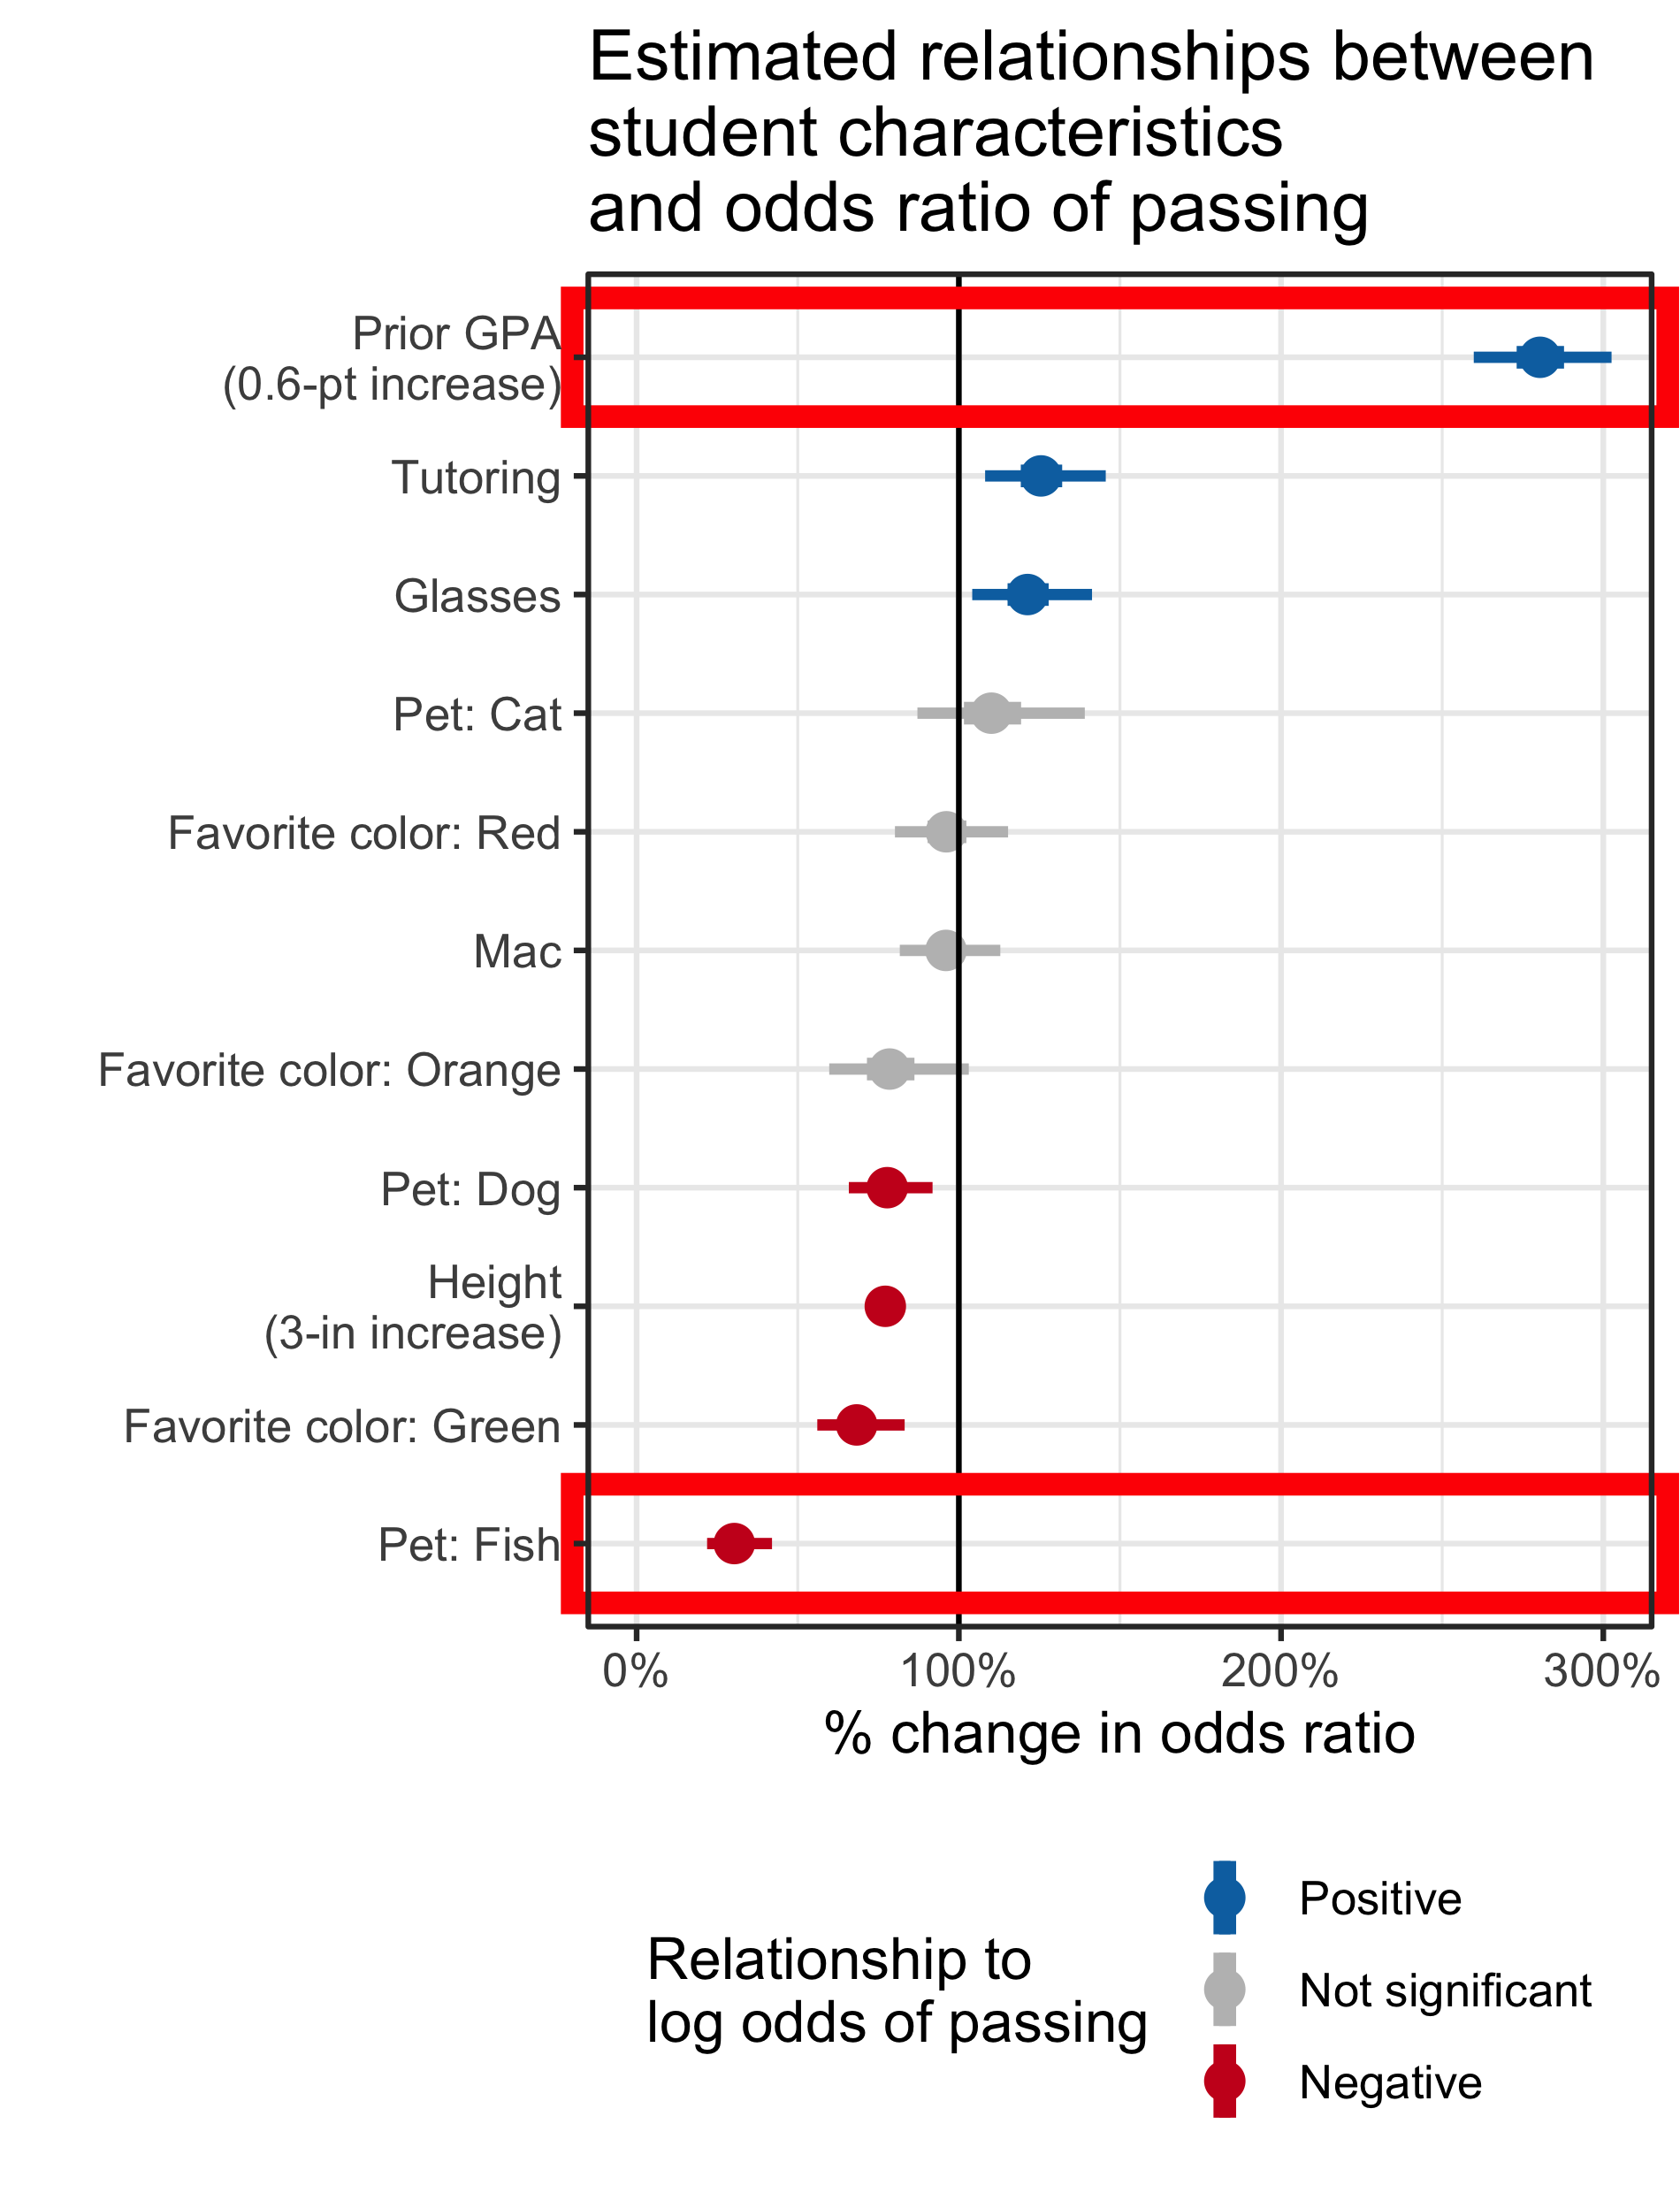 Estimated relationships between
student characteristics
and odds ratio of passing
Prior GPA
(0.6-pt increase)
Tutoring
Glasses
Pet: Cat
Favorite color: Red
Mac
Favorite color: Orange
Pet: Dog
Height
(3-in increase)
Favorite color: Green
Pet: Fish
0% 100% 200% 300%
% change in odds ratio
Relationship to
log odds of passing
Positive
Not significant
Negative